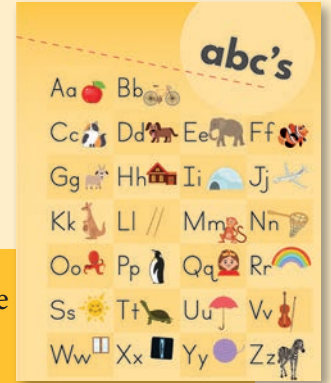 abc's
Aa Bb
Cc Dd Ee Ff
Gg Hh Ii Jj
Kk Ll Mm Nn
Oo Pp Qq Rr
Ss Tt Uu Vv
Ww Xx Yy Zz
e